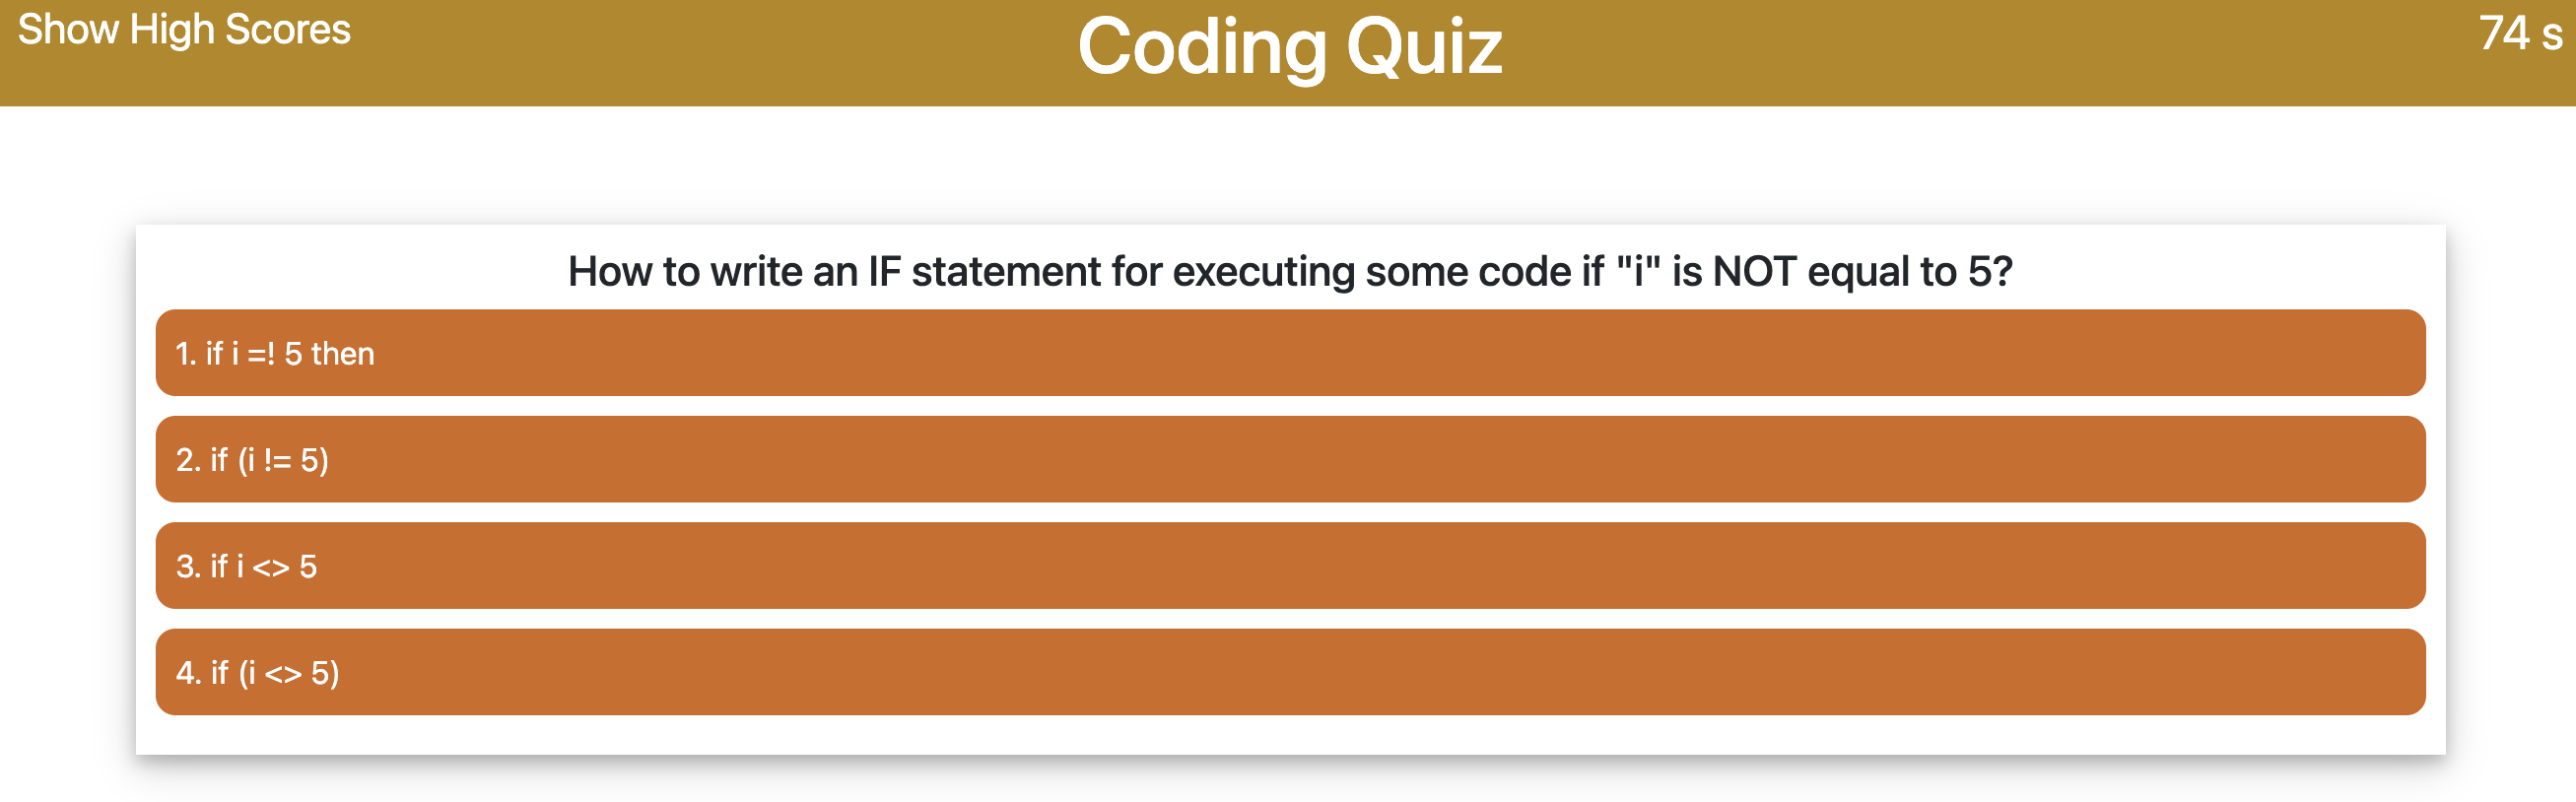 Show High Scores
Coding Quiz
74 s
How to write an IF statement for executing some code if "i" is NOT equal to 5?
1. if i =! 5 then
2. if (i != 5)
3. if i <> 5
4. if (i <> 5)